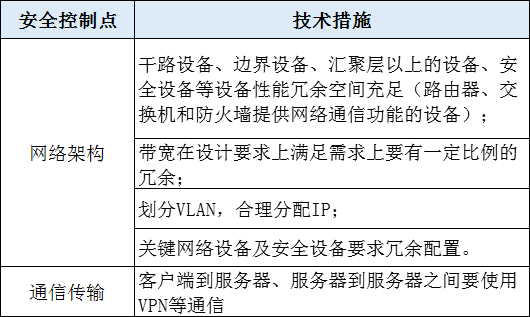 安全控制点 技术措施
干路设备、边界设备、汇聚层以上的设备、安
全设备等设备性能冗余空间充足（路由器、交
换机和防火墙提供网络通信功能的设备）；
网络架构
带宽在设计要求上满足需求上要有一定比例的
冗余；
划分VLAN，合理分配IP；
关键网络设备及安全设备要求冗余配置。
通信传输
客户端到服务器、服务器到服务器之间要使用
VPN等通信